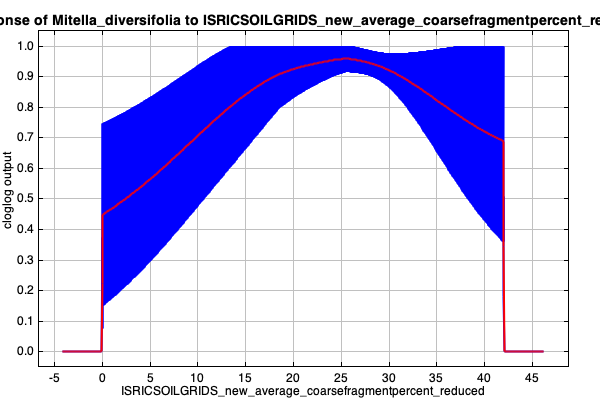 onse of Mitella_diversifolia to ISRICSOILGRIDS_new_average_coarsefragmentpercent_re
1.0
0.9
0.8
0.7
0.6
0.5
0.4
0.3
0.2
0.1
0.0
cloglog output
-5 0 5 10 15 20 25 30 35 40 45
ISRICSOILGRIDS_new_average_coarsefragmentpercent_reduced